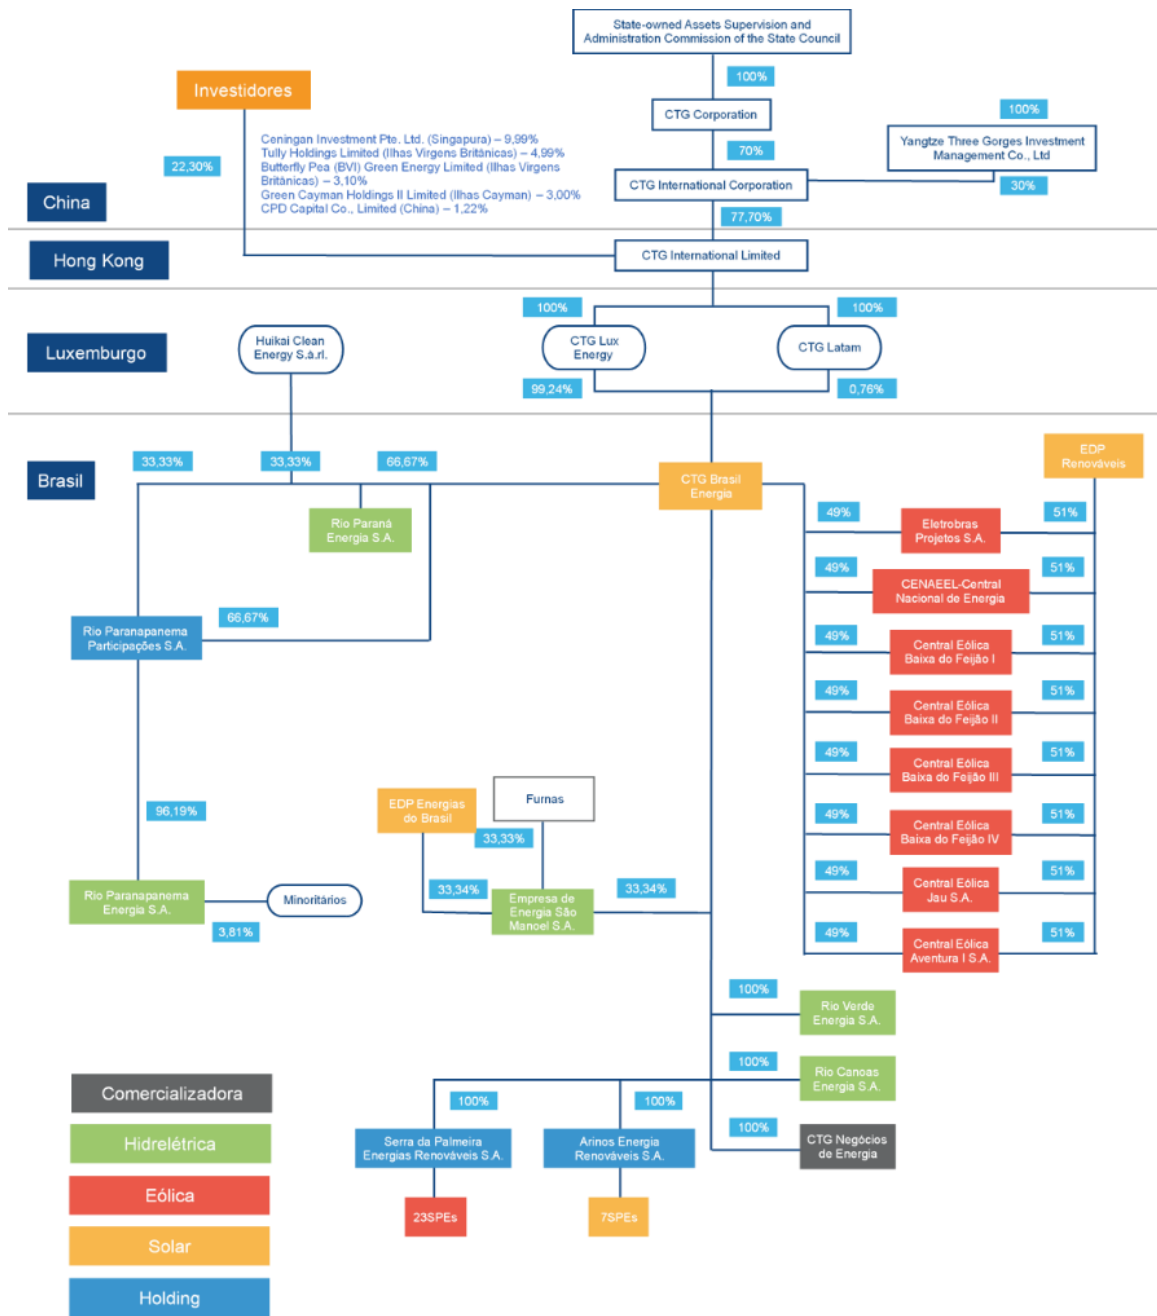 State-owned Assets Supervision and
Administration Commission of the State Council
100%
Investidores
CTG Corporation
100%
Ceningan Investment Pte. Ltd. (Singapura) – 9,99%
Tully Holdings Limited (Ilhas Virgens Britânicas) – 4,99%
Butterfly Pea (BVI) Green Energy Limited (Ilhas Virgens
Britânicas) – 3,10%
Green Cayman Holdings II Limited (Ilhas Cayman) – 3,00%
CPD Capital Co., Limited (China) – 1,22%
22,30%
70%
Yangtze Three Gorges Investment
Management Co., Ltd
CTG International Corporation
30%
China
77,70%
Hong Kong
CTG International Limited
100%
100%
Luxemburgo
Huikai Clean
Energy S.à.rl.
CTG Lux
Energy
CTG Latam
99,24%
0,76%
Brasil
33,33%
33,33%
66,67%
CTG Brasil
Energia
EDP
Renováveis
Rio Paraná
Energia S.A.
49%
Eletrobras
Projetos S.A.
51%
49%
CENAEEL-Central
Nacional de Energia
51%
Rio Paranapanema
Participações S.A.
66,67%
49%
Central Eólica
Baixa do Feijão I
51%
49%
Central Eólica
Baixa do Feijão II
51%
49%
Central Eólica
Baixa do Feijão III
51%
96,19%
EDP Energias
do Brasil
Furnas
33,33%
49%
Central Eólica
Baixa do Feijão IV
51%
Rio Paranapanema
Energia S.A.
Minoritários
3,81%
33,34%
Empresa de
Energia São
Manoel S.A.
33,34%
49%
Central Eólica
Jau S.A.
51%
49%
Central Eólica
Aventura I S.A.
51%
100%
Rio Verde
Energia S.A.
100%
Rio Canoas
Energia S.A.
100%
100%
100%
CTG Negócios
de Energia
Serra da Palmeira
Energias Renováveis S.A.
Arinos Energia
Renováveis S.A.
23SPEs
7SPEs
Comercializadora
Hidrelétrica
Eólica
Solar
Holding